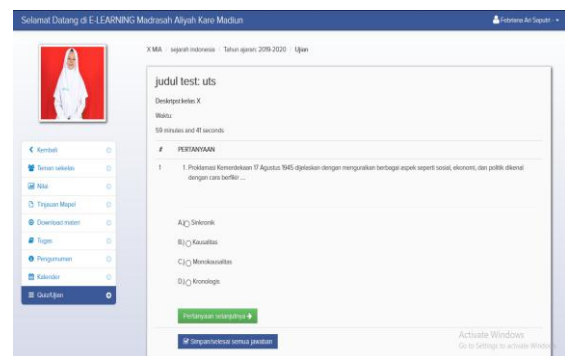 Selamat Datang di E-LEARNING Madrasah Aliyah Kare Madiun
Febriana Ari Saputri
X MIA / sejarah indonesia / Tahun ajaran: 2019-2020 / Ujian
judul test: uts
Deskripsi:kelas X
Waktu:
59 minutes and 41 seconds
# PERTANYAAN
1 1. Proklamasi Kemerdekaan 17 Agustus 1945 dijelaskan dengan menguraikan berbagai aspek seperti sosial, ekonomi, dan politik dikenal
dengan cara berfikir ....
A.) Sinkronik
B.) Kausalitas
C.) Monokausalitas
D.) Kronologis
Pertanyaan selanjutnya
Simpan/selesai semua jawaban
Kembali
Teman sekelas
Nilai
Tinjauan Mapel
Download materi
Tugas
Pengumuman
Kalender
Quiz/Ujian
Activate Windows
Go to Settings to activate Windows.